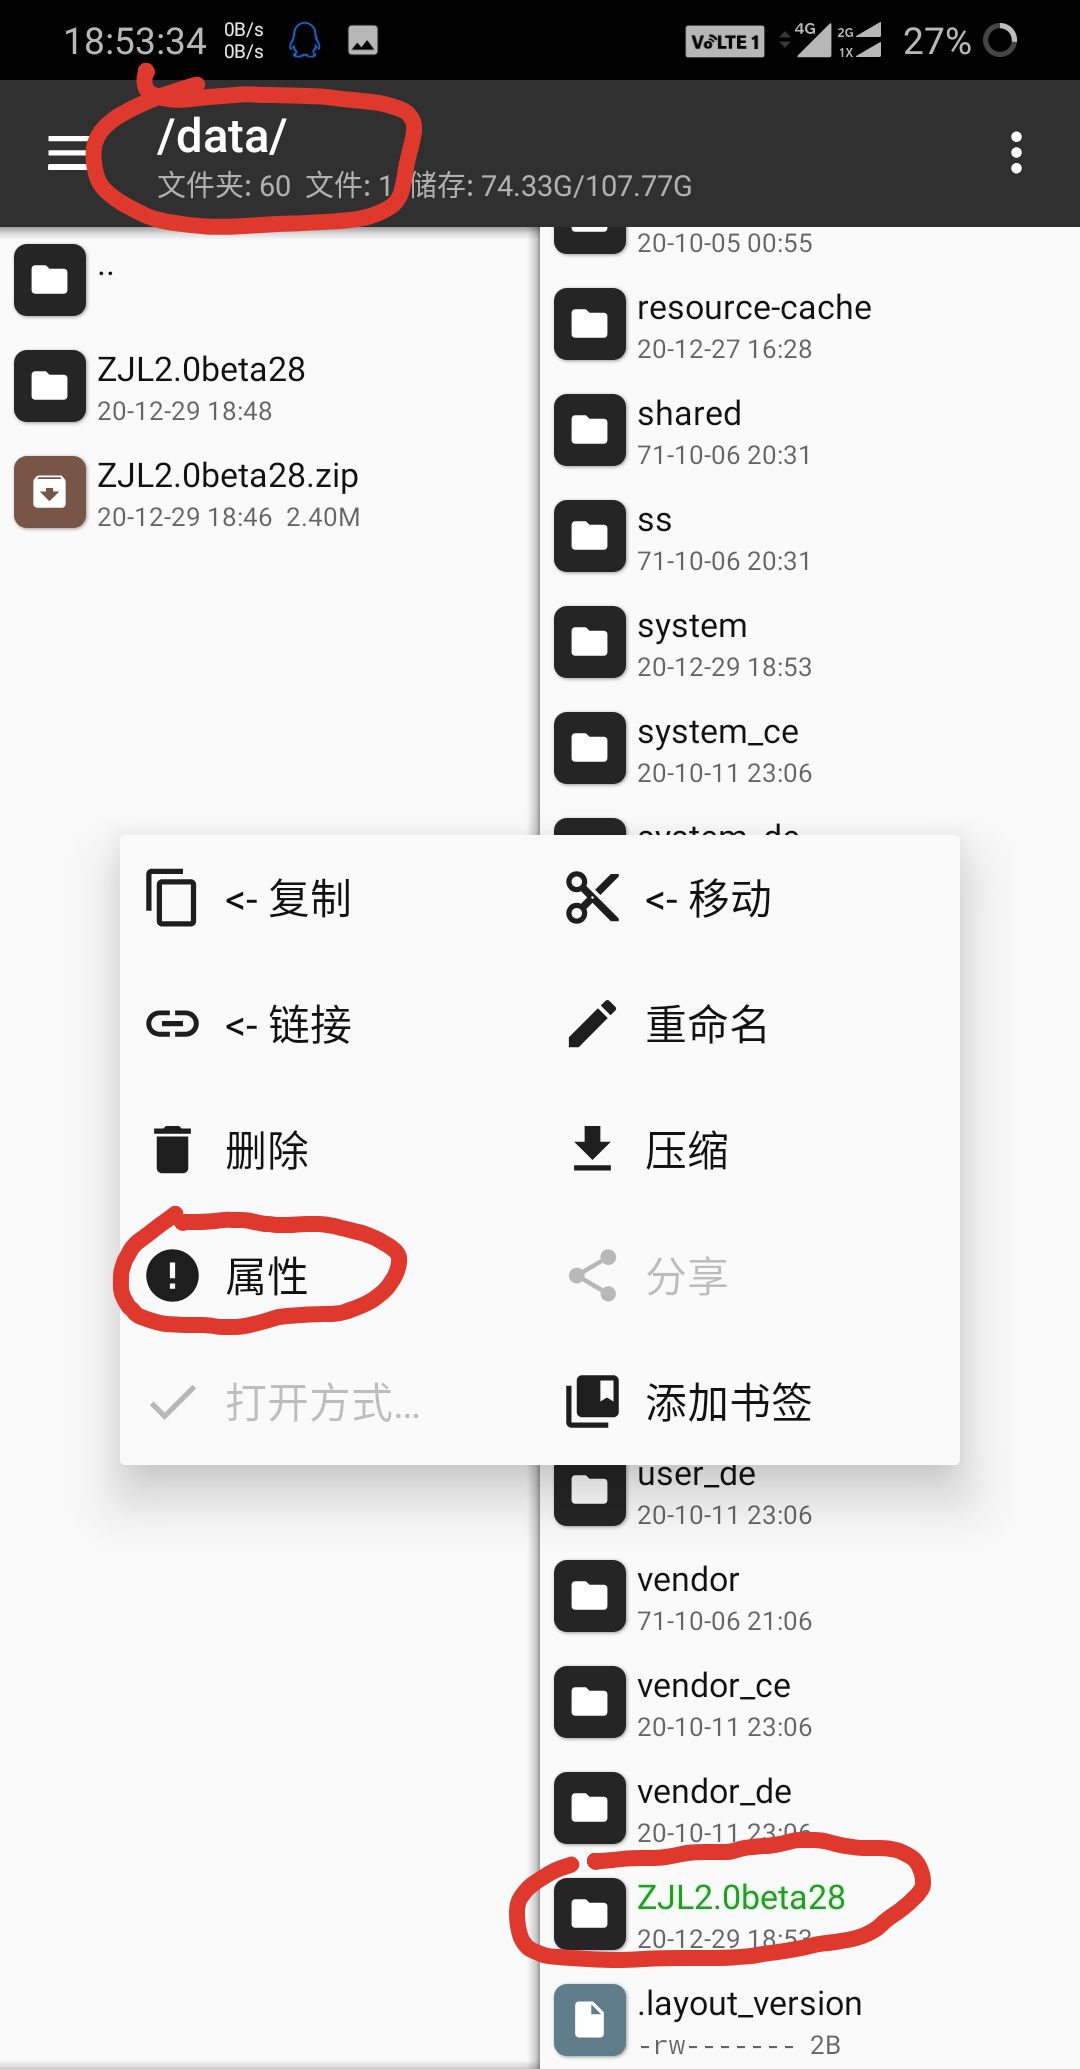 18:53:34
0B/s
0B/s
VoLTE 1
4G
2G
1X
27%
/data/
文件夹: 60 文件: 1 储存: 74.33G/107.77G
..
ZJL2.0beta28
20-12-29 18:48
ZJL2.0beta28.zip
20-12-29 18:46 2.40M
20-10-05 00:55
resource-cache
20-12-27 16:28
shared
71-10-06 20:31
ss
71-10-06 20:31
system
20-12-29 18:53
system_ce
20-10-11 23:06
system_de
<- 复制
<- 移动
<- 链接
重命名
删除
压缩
属性
分享
打开方式...
添加书签
user_de
20-10-11 23:06
vendor
71-10-06 21:06
vendor_ce
20-10-11 23:06
vendor_de
20-10-11 23:06
ZJL2.0beta28
20-12-29 18:53
.layout_version
-rw------- 2B